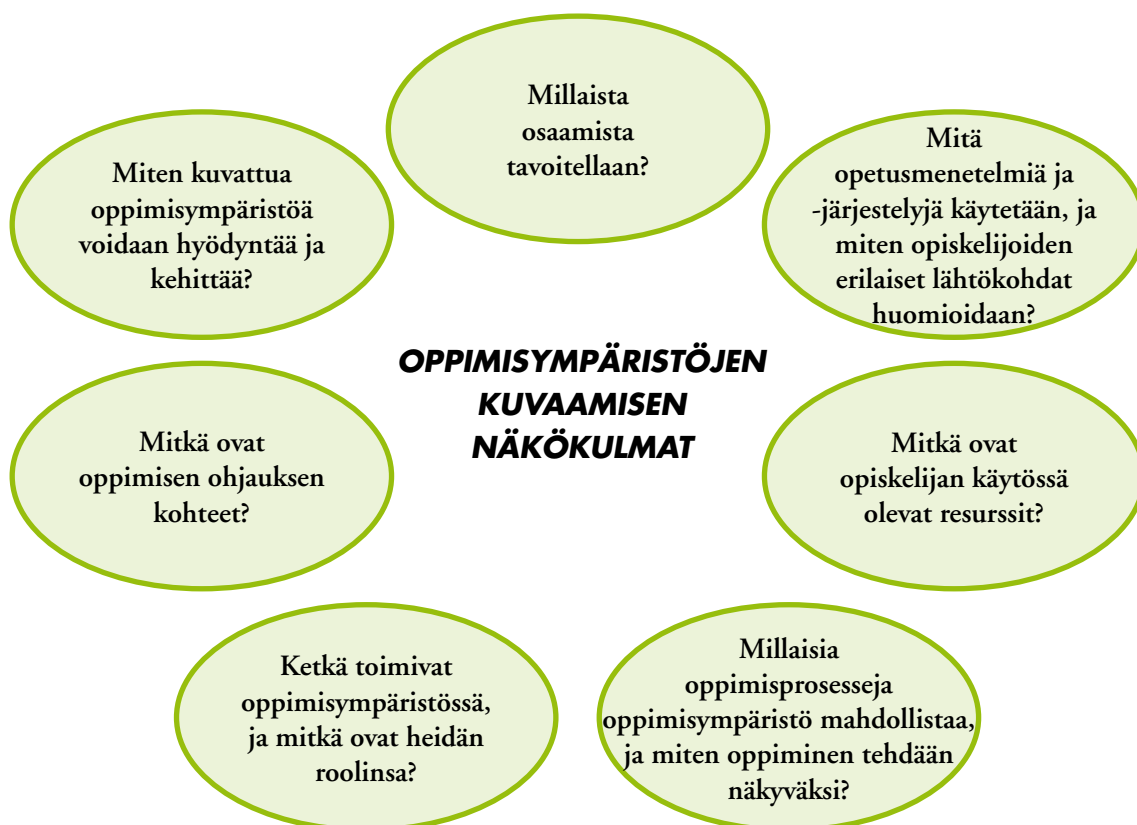 Millaista
osaamista
tavoitellaan?
Mitä
opetusmenetelmiä ja
-järjestelyjä käytetään, ja
miten opiskelijoiden
erilaiset lähtökohdat
huomioidaan?
Mitkä ovat
opiskelijan käytössä
olevat resurssit?
Millaisia
oppimisprosesseja
oppimisympäristö mahdollistaa,
ja miten oppiminen tehdään
näkyväksi?
Ketkä toimivat
oppimisympäristössä,
ja mitkä ovat heidän
roolinsa?
Mitkä ovat
oppimisen ohjauksen
kohteet?
Miten kuvattua
oppimisympäristöä
voidaan hyödyntää ja
kehittää?
OPPIMISYMPÄRISTÖJEN
KUVAAMISEN
NÄKÖKULMAT